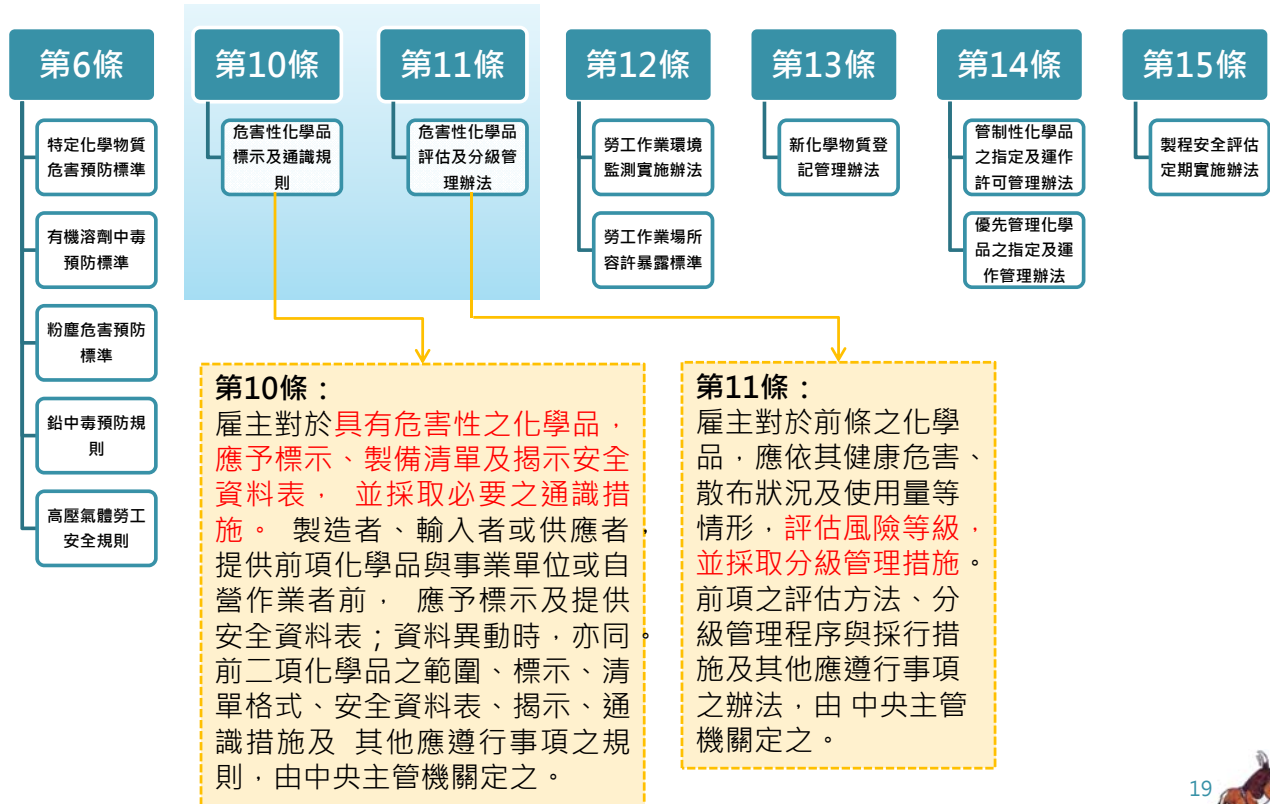 第6條
特定化學物質
危害預防標準
有機溶劑中毒
預防標準
粉塵危害預防
標準
鉛中毒預防規
則
高壓氣體勞工
安全規則
第10條
危害性化學品
標示及通識規
則
第11條
危害性化學品
評估及分級管
理辦法
第12條
勞工作業環境
監測實施辦法
勞工作業場所
容許暴露標準
第13條
新化學物質登
記管理辦法
第14條
管制性化學品
之指定及運作
許可管理辦法
優先管理化學
品之指定及運
作管理辦法
第15條
製程安全評估
定期實施辦法
第10條：
雇主對於具有危害性之化學品，
應予標示、製備清單及揭示安全
資料表， 並採取必要之通識措
施。 製造者、輸入者或供應者，
提供前項化學品與事業單位或自
營作業者前， 應予標示及提供
安全資料表；資料異動時，亦同。
前二項化學品之範圍、標示、清
單格式、安全資料表、揭示、通
識措施及 其他應遵行事項之規
則，由中央主管機關定之。
第11條：
雇主對於前條之化學
品，應依其健康危害、
散布狀況及使用量等
情形，評估風險等級，
並採取分級管理措施。
前項之評估方法、分
級管理程序與採行措
施及其他應遵行事項
之辦法，由 中央主管
機關定之。
19